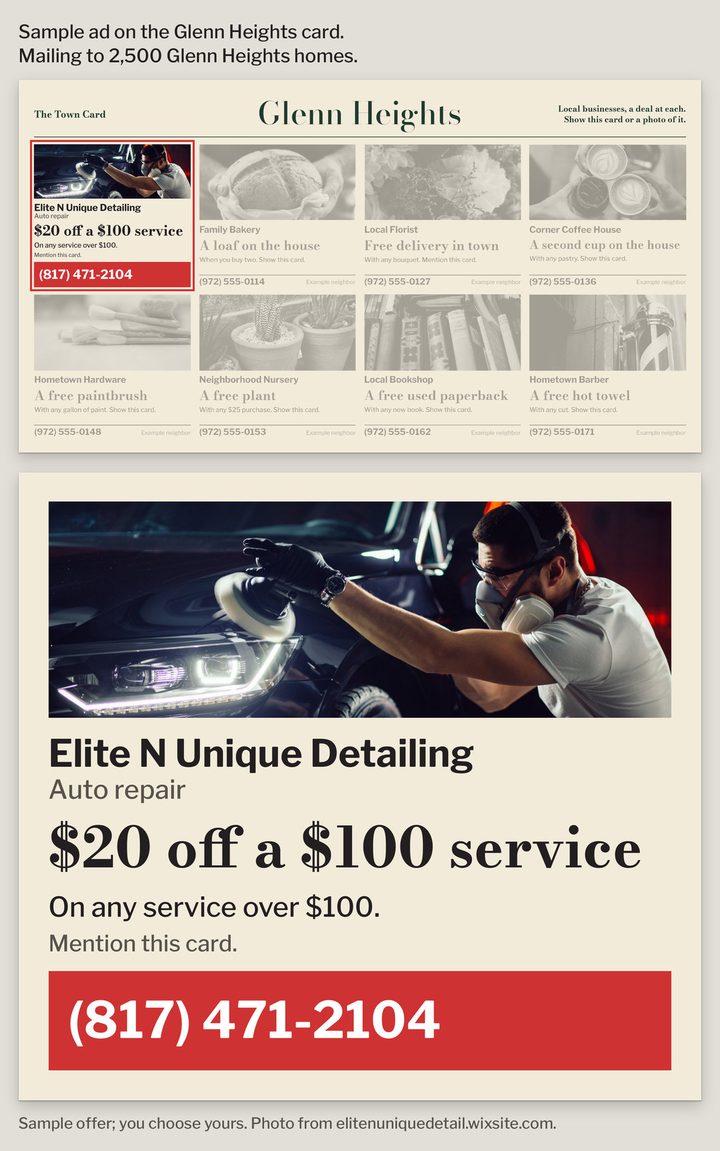 Sample ad on the Glenn Heights card.
Mailing to 2,500 Glenn Heights homes.
The Town Card
Glenn Heights
Local businesses, a deal at each.
Show this card or a photo of it.
Elite N Unique Detailing
Auto repair
$20 off a $100 service
On any service over $100.
Mention this card.
(817) 471-2104
Family Bakery
A loaf on the house
When you buy two. Show this card.
(972) 555-0114
Example neighbor
Local Florist
Free delivery in town
With any bouquet. Mention this card.
(972) 555-0127
Example neighbor
Corner Coffee House
A second cup on the house
With any pastry. Show this card.
(972) 555-0136
Example neighbor
Hometown Hardware
A free paintbrush
With any gallon of paint. Show this card.
(972) 555-0148
Example neighbor
Neighborhood Nursery
A free plant
With any $25 purchase. Show this card.
(972) 555-0153
Example neighbor
Local Bookshop
A free used paperback
With any new book. Show this card.
(972) 555-0162
Example neighbor
Hometown Barber
A free hot towel
With any cut. Show this card.
(972) 555-0171
Example neighbor
Elite N Unique Detailing
Auto repair
$20 off a $100 service
On any service over $100.
Mention this card.
(817) 471-2104
Sample offer; you choose yours. Photo from elitenuniquedetail.wixsite.com.